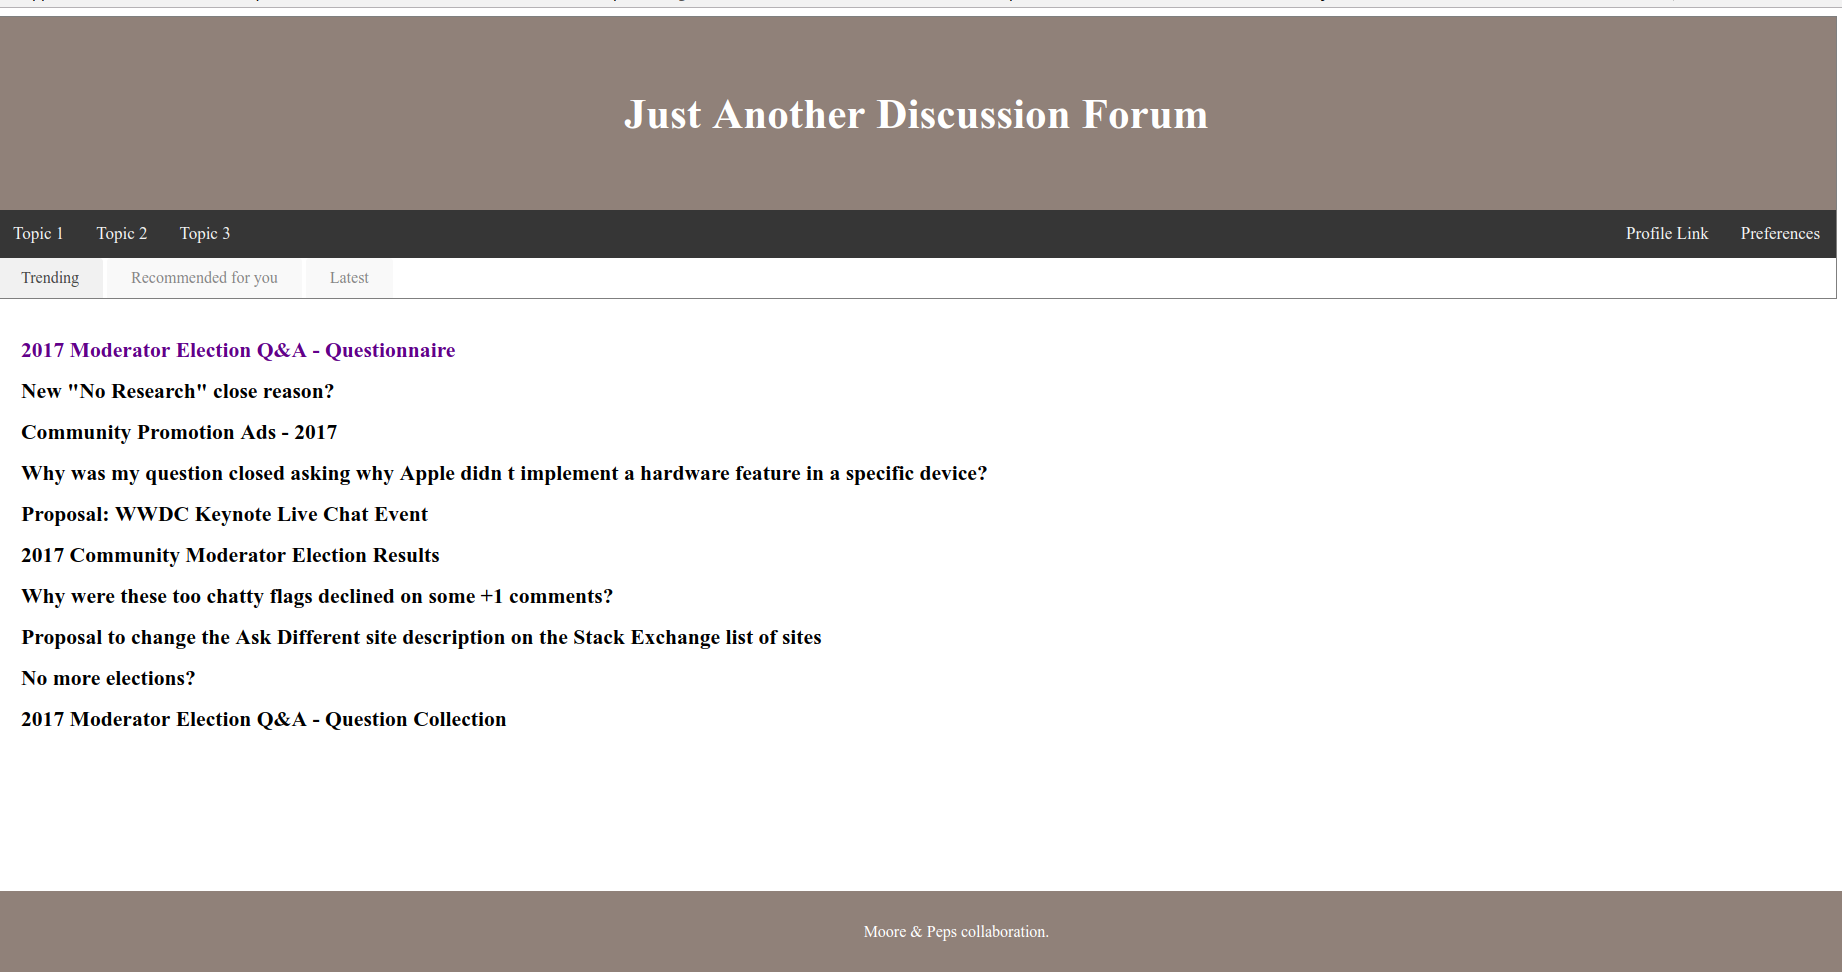 Just Another Discussion Forum
Topic 1 Topic 2 Topic 3 Profile Link Preferences
Trending Recommended for you Latest
2017 Moderator Election Q&A - Questionnaire
New "No Research" close reason?
Community Promotion Ads - 2017
Why was my question closed asking why Apple didn t implement a hardware feature in a specific device?
Proposal: WWDC Keynote Live Chat Event
2017 Community Moderator Election Results
Why were these too chatty flags declined on some +1 comments?
Proposal to change the Ask Different site description on the Stack Exchange list of sites
No more elections?
2017 Moderator Election Q&A - Question Collection
Moore & Peps collaboration.